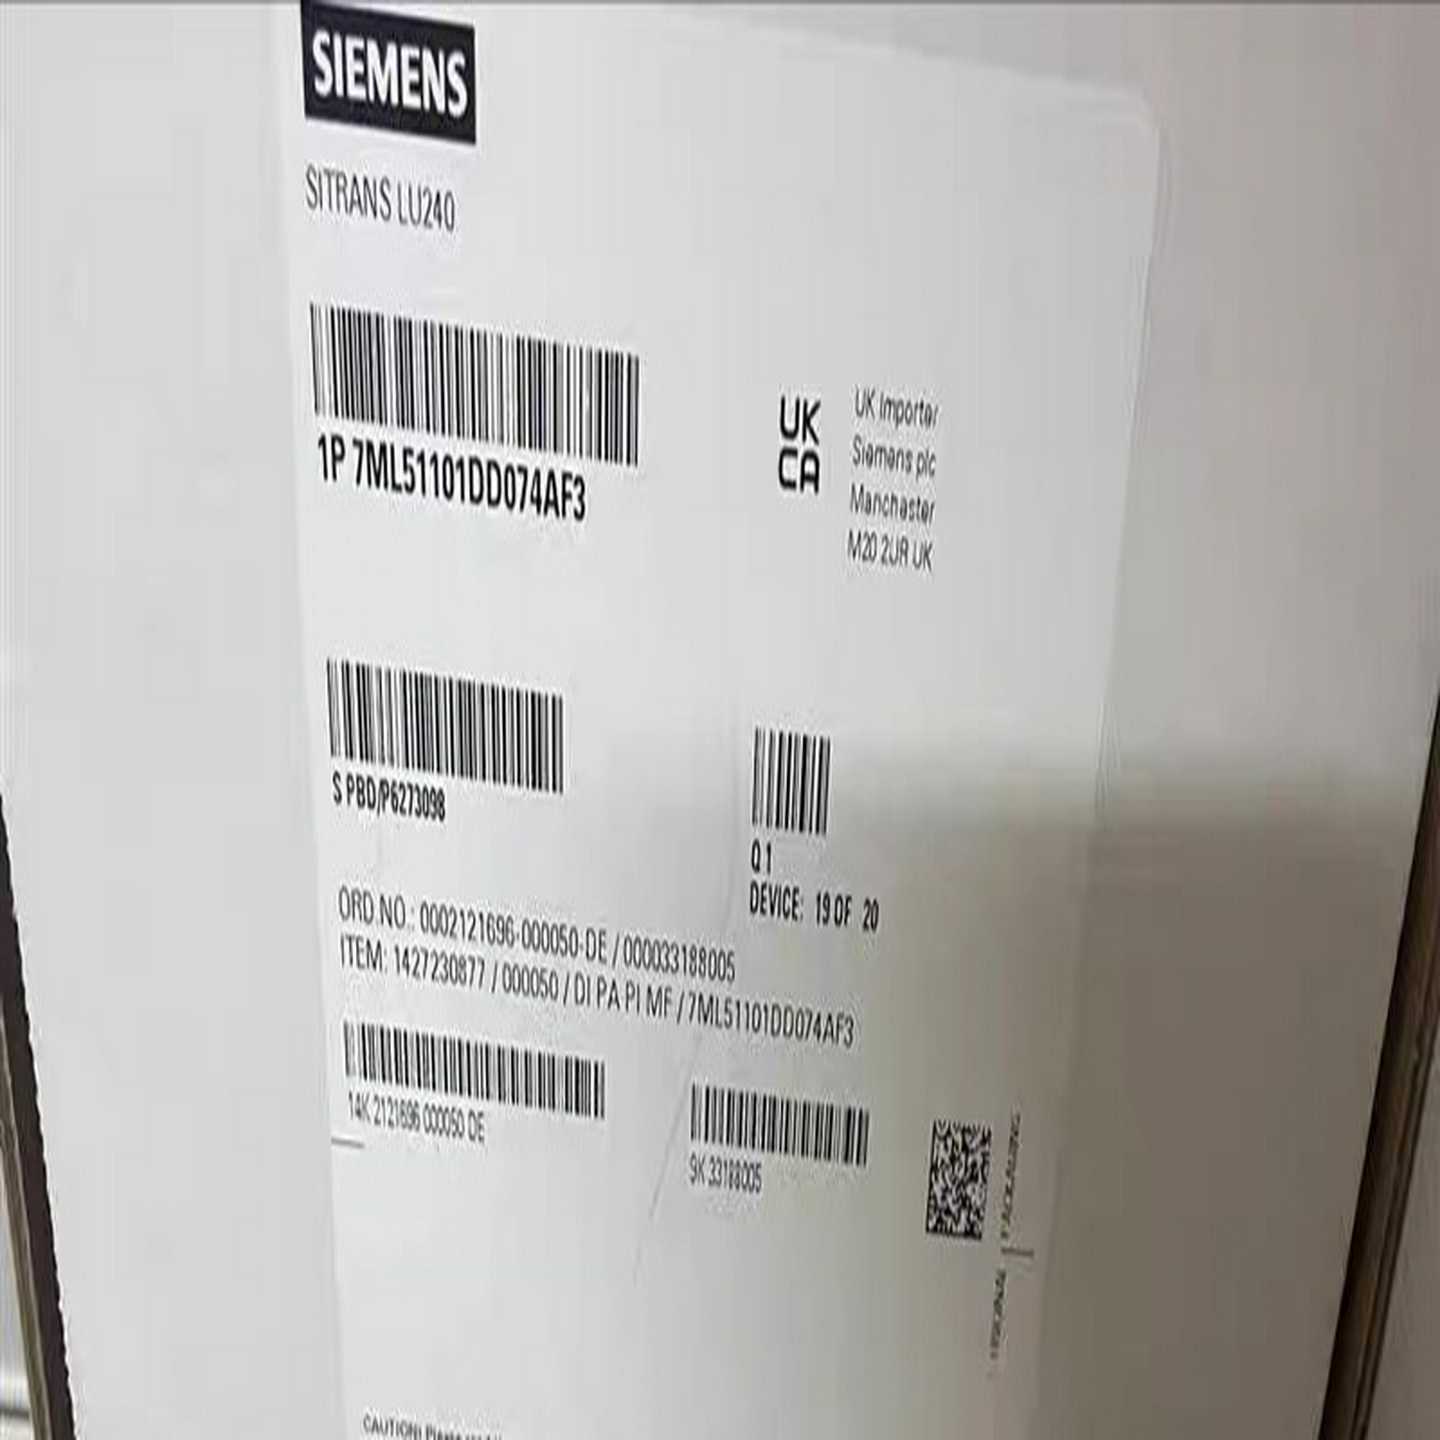 SIEMENS
SITRANS LU240
1P 7ML51101DD074AF3
UK
CA
UK Importer
Siemens plc
Manchester
M20 2UR UK
S PBD/P6273098
Q 1
DEVICE: 19 OF 20
ORD.NO.: 0002121696-000050-DE / 000033188005
ITEM: 1427230877 / 000050 / DI PA PI MF / 7ML51101DD074AF3
14K 2121696 000050 DE
9K 33188005
CAUTION! Please